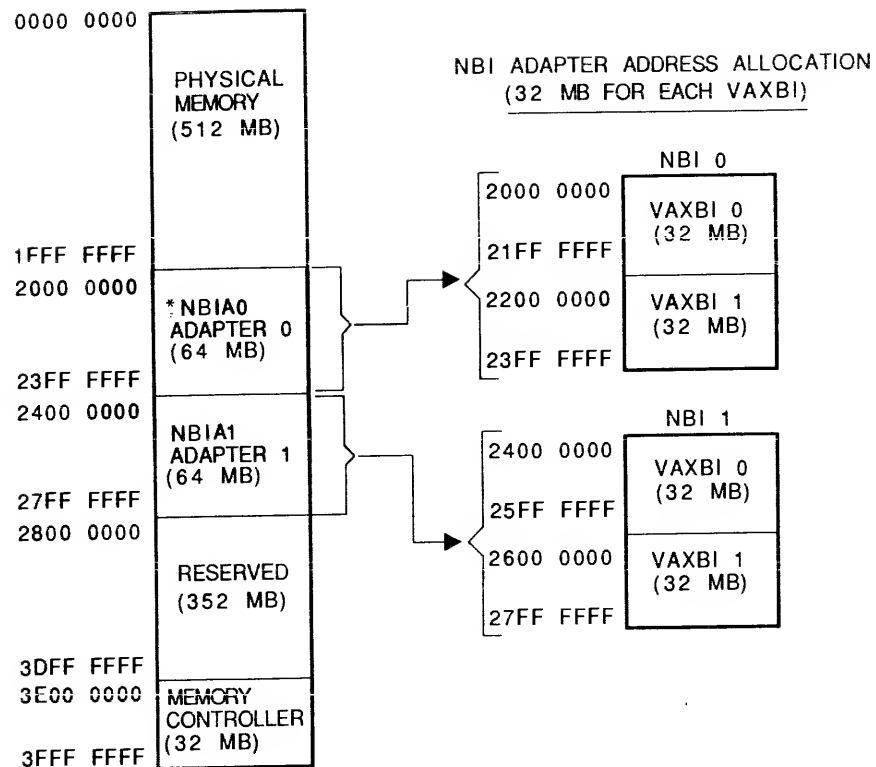 0000 0000
PHYSICAL
MEMORY
(512 MB)
1FFF FFFF
2000 0000
*NBIA0
ADAPTER 0
(64 MB)
23FF FFFF
2400 0000
NBIA1
ADAPTER 1
(64 MB)
27FF FFFF
2800 0000
RESERVED
(352 MB)
3DFF FFFF
3E00 0000
MEMORY
CONTROLLER
(32 MB)
3FFF FFFF
NBI ADAPTER ADDRESS ALLOCATION
(32 MB FOR EACH VAXBI)
NBI 0
2000 0000
VAXBI 0
(32 MB)
21FF FFFF
2200 0000
VAXBI 1
(32 MB)
23FF FFFF
NBI 1
2400 0000
VAXBI 0
(32 MB)
25FF FFFF
2600 0000
VAXBI 1
(32 MB)
27FF FFFF